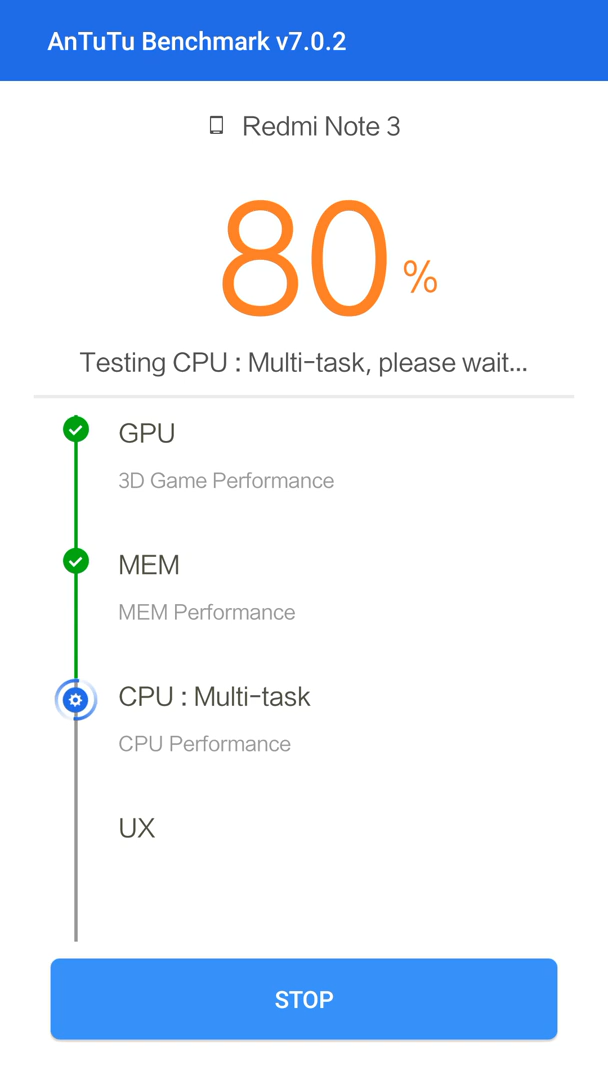 AnTuTu Benchmark v7.0.2
Redmi Note 3
80 %
Testing CPU : Multi-task, please wait...
GPU
3D Game Performance
MEM
MEM Performance
CPU : Multi-task
CPU Performance
UX
STOP